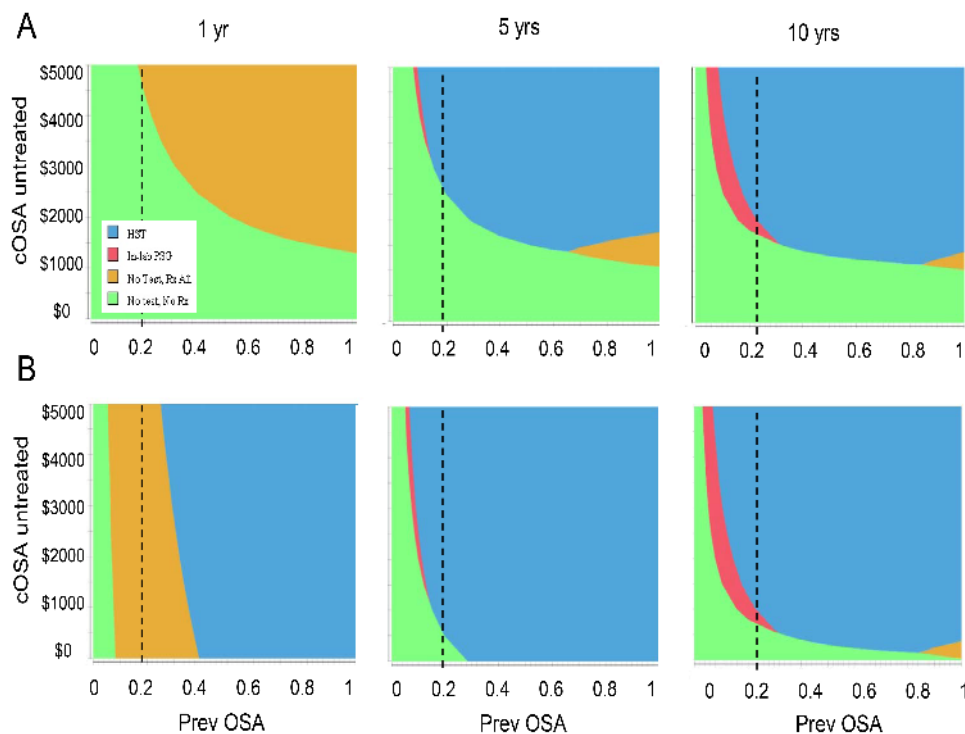 A
1 yr
5 yrs
10 yrs
cOSA untreated
$5000
$4000
$3000
$2000
$1000
$0
HST
In-lab PSG
No Test, Rx ALL
No test, No Rx
0 0.2 0.4 0.6 0.8 1
0 0.2 0.4 0.6 0.8 1
0 0.2 0.4 0.6 0.8 1
B
cOSA untreated
$5000
$4000
$3000
$2000
$1000
$0
0 0.2 0.4 0.6 0.8 1
0 0.2 0.4 0.6 0.8 1
0 0.2 0.4 0.6 0.8 1
Prev OSA
Prev OSA
Prev OSA